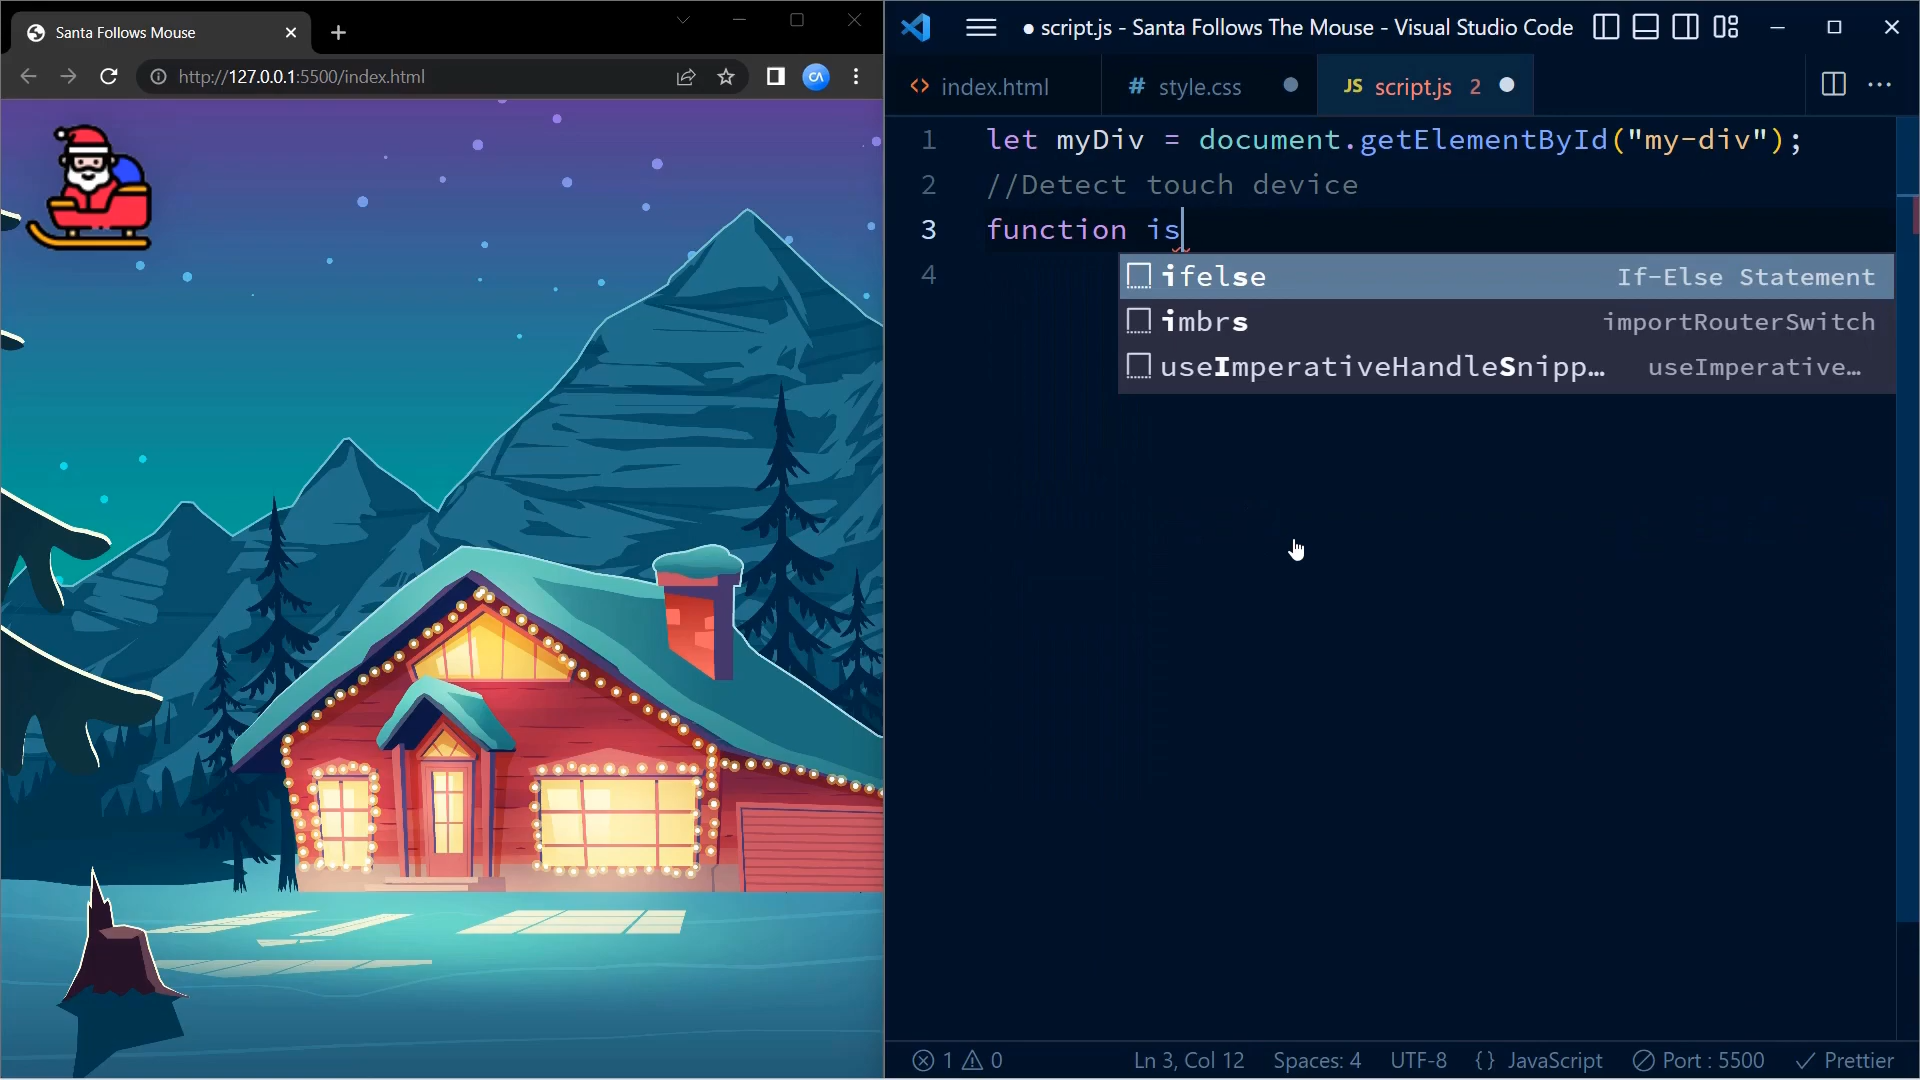 Santa Follows Mouse
http://127.0.0.1:5500/index.html
CA
● script.js - Santa Follows The Mouse - Visual Studio Code
<> index.html
# style.css
JS script.js 2
1 let myDiv = document.getElementById("my-div");
2 //Detect touch device
3 function is
4
ifelse If-Else Statement
imbrs importRouterSwitch
useImperativeHandleSnipp… useImperative…
1 0 Ln 3, Col 12 Spaces: 4 UTF-8 {} JavaScript Port : 5500 Prettier